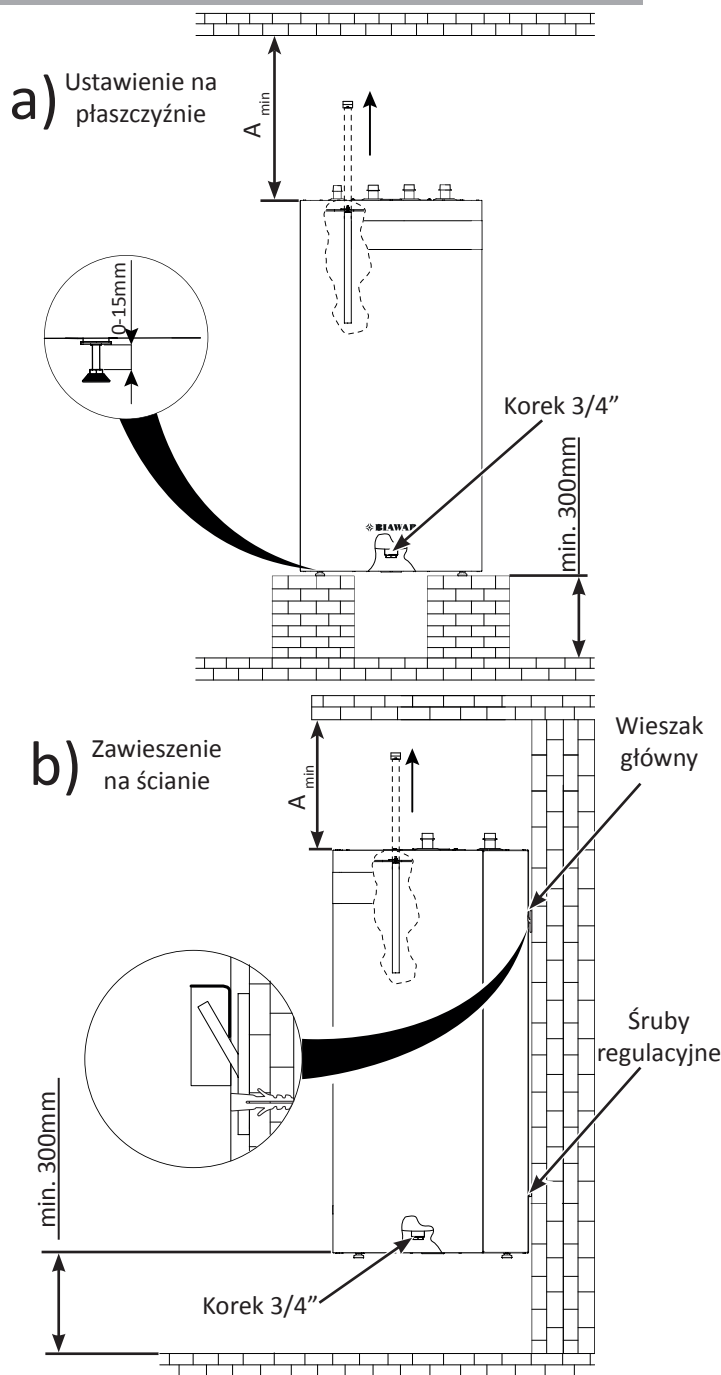 a) Ustawienie na
płaszczyźnie
A min
0-15mm
Korek 3/4”
min. 300mm
BIAWAR
b) Zawieszenie
na ścianie
A min
Wieszak
główny
Śruby
regulacyjne
min. 300mm
Korek 3/4”